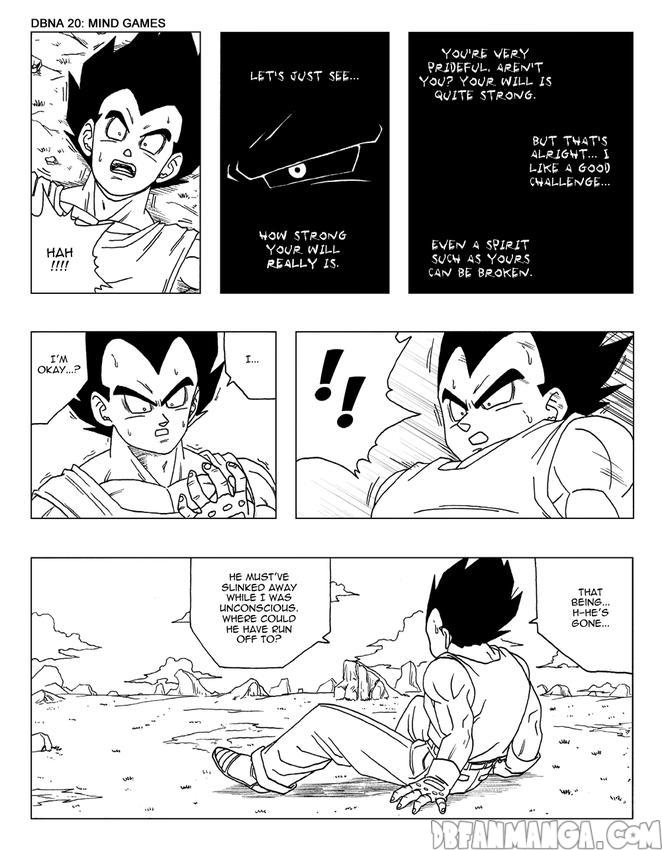 DBNA 20: MIND GAMES
YOU'RE VERY
PRIDEFUL, AREN'T
YOU? YOUR WILL IS
QUITE STRONG.
BUT THAT'S
ALRIGHT... I
LIKE A GOOD
CHALLENGE...
EVEN A SPIRIT
SUCH AS YOURS
CAN BE BROKEN.
LET'S JUST SEE...
HOW STRONG
YOUR WILL
REALLY IS.
HAH
!!!!
!!
I...
I'M
OKAY...?
THAT
BEING...
H-HE'S
GONE...
HE MUST'VE
SLINKED AWAY
WHILE I WAS
UNCONSCIOUS.
WHERE COULD
HE HAVE RUN
OFF TO?
DBFANMANGA.COM